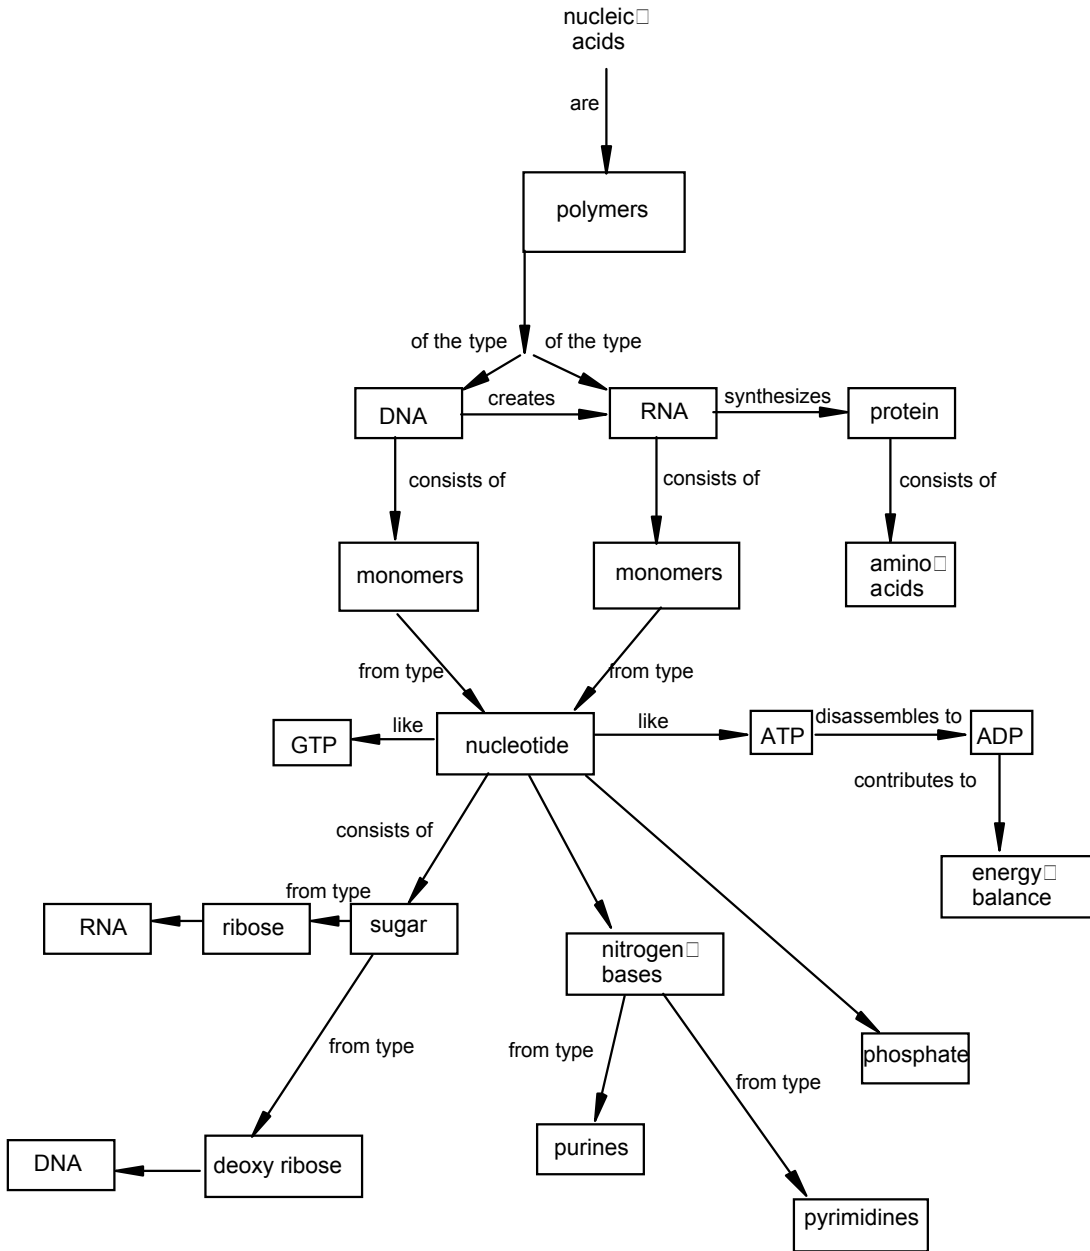 nucleic□
acids
are
polymers
of the type
of the type
DNA
creates
RNA
synthesizes
protein
consists of
consists of
consists of
monomers
monomers
amino□
acids
from type
from type
GTP
like
nucleotide
like
ATP
disassembles to
ADP
contributes to
consists of
energy□
balance
from type
RNA
ribose
sugar
nitrogen□
bases
from type
from type
phosphate
from type
purines
DNA
deoxy ribose
pyrimidines